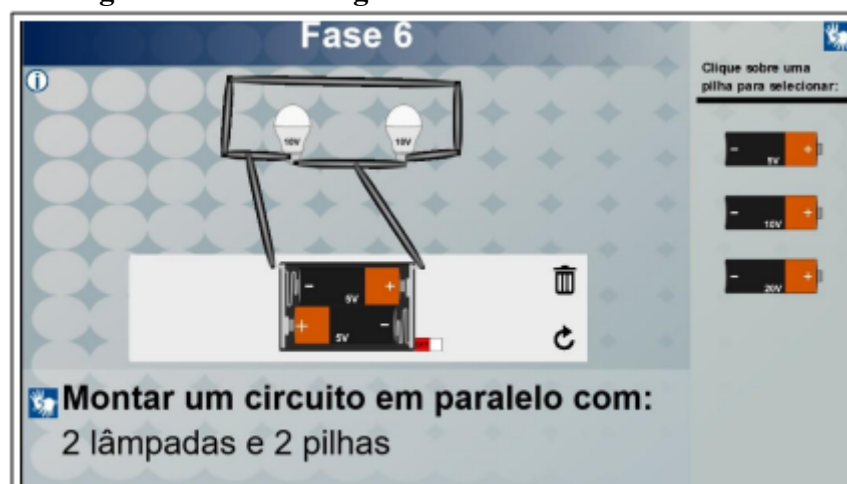 Fase 6
Clique sobre uma
pilha para selecionar:
10V
10V
- +
5V
- +
10V
- +
20V
- +
5V
+ -
5V
Montar um circuito em paralelo com:
2 lâmpadas e 2 pilhas